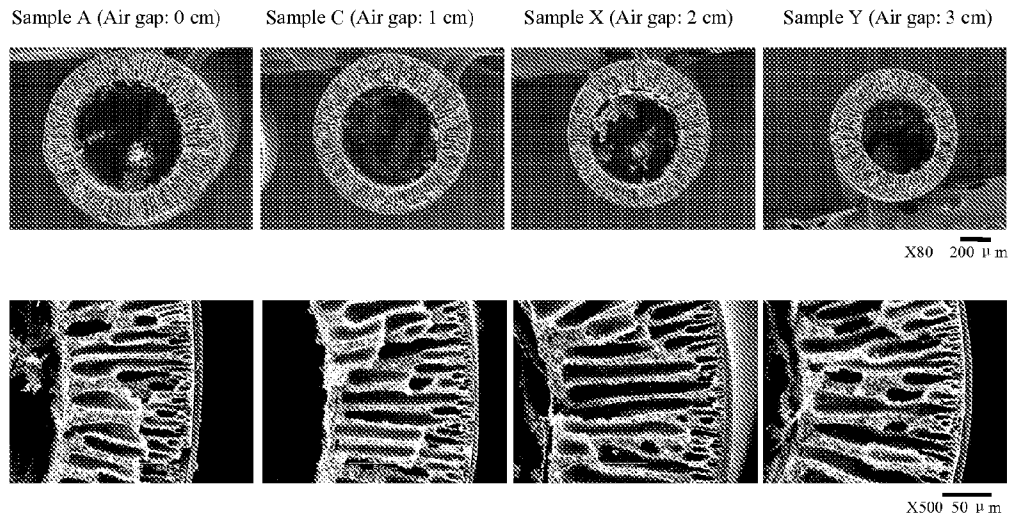 Sample A (Air gap: 0 cm)
Sample C (Air gap: 1 cm)
Sample X (Air gap: 2 cm)
Sample Y (Air gap: 3 cm)
X80 200 μm
X500 50 μm